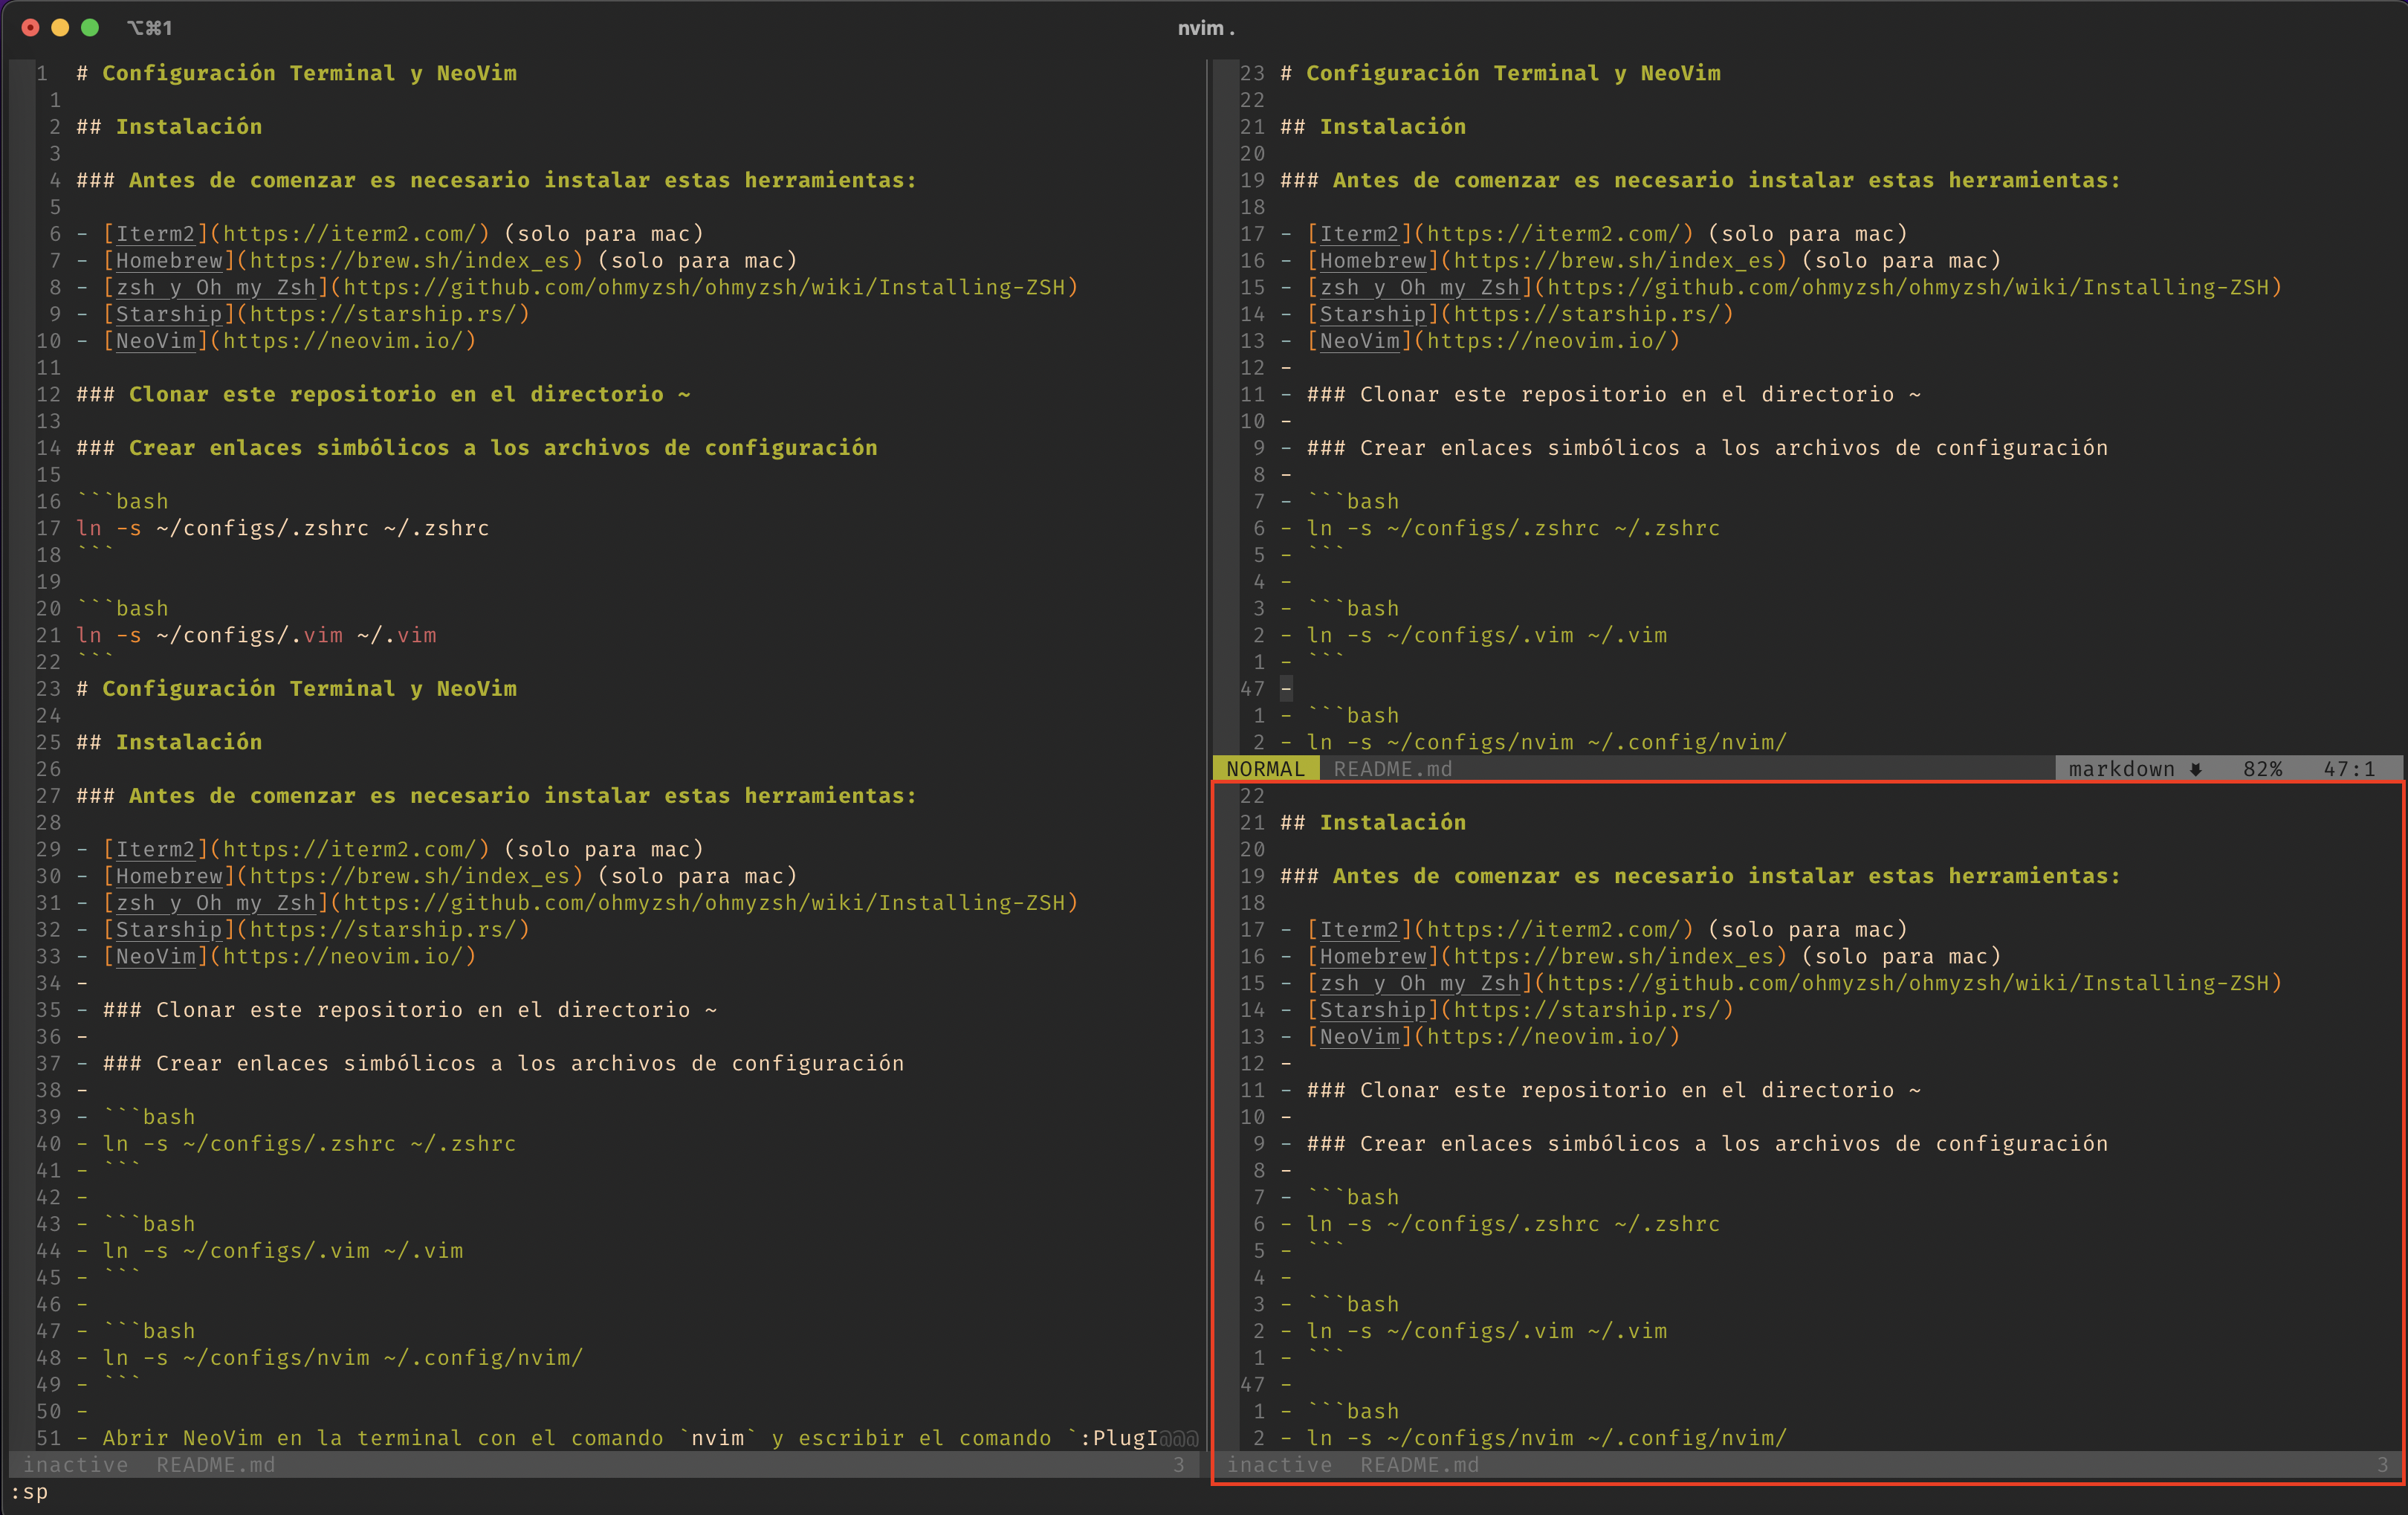 ⌥⌘1
nvim .
1 # Configuración Terminal y NeoVim
1
2 ## Instalación
3
4 ### Antes de comenzar es necesario instalar estas herramientas:
5
6 - [Iterm2](https://iterm2.com/) (solo para mac)
7 - [Homebrew](https://brew.sh/index_es) (solo para mac)
8 - [zsh y Oh my Zsh](https://github.com/ohmyzsh/ohmyzsh/wiki/Installing-ZSH)
9 - [Starship](https://starship.rs/)
10 - [NeoVim](https://neovim.io/)
11
12 ### Clonar este repositorio en el directorio ~
13
14 ### Crear enlaces simbólicos a los archivos de configuración
15
16 ```bash
17 ln -s ~/configs/.zshrc ~/.zshrc
18 ```
19
20 ```bash
21 ln -s ~/configs/.vim ~/.vim
22 ```
23 # Configuración Terminal y NeoVim
24
25 ## Instalación
26
27 ### Antes de comenzar es necesario instalar estas herramientas:
28
29 - [Iterm2](https://iterm2.com/) (solo para mac)
30 - [Homebrew](https://brew.sh/index_es) (solo para mac)
31 - [zsh y Oh my Zsh](https://github.com/ohmyzsh/ohmyzsh/wiki/Installing-ZSH)
32 - [Starship](https://starship.rs/)
33 - [NeoVim](https://neovim.io/)
34 -
35 - ### Clonar este repositorio en el directorio ~
36 -
37 - ### Crear enlaces simbólicos a los archivos de configuración
38 -
39 - ```bash
40 - ln -s ~/configs/.zshrc ~/.zshrc
41 - ```
42 -
43 - ```bash
44 - ln -s ~/configs/.vim ~/.vim
45 - ```
46 -
47 - ```bash
48 - ln -s ~/configs/nvim ~/.config/nvim/
49 - ```
50 -
51 - Abrir NeoVim en la terminal con el comando `nvim` y escribir el comando `:PlugI@@@
inactive README.md 3
:sp
23 # Configuración Terminal y NeoVim
22
21 ## Instalación
20
19 ### Antes de comenzar es necesario instalar estas herramientas:
18
17 - [Iterm2](https://iterm2.com/) (solo para mac)
16 - [Homebrew](https://brew.sh/index_es) (solo para mac)
15 - [zsh y Oh my Zsh](https://github.com/ohmyzsh/ohmyzsh/wiki/Installing-ZSH)
14 - [Starship](https://starship.rs/)
13 - [NeoVim](https://neovim.io/)
12 -
11 - ### Clonar este repositorio en el directorio ~
10 -
9 - ### Crear enlaces simbólicos a los archivos de configuración
8 -
7 - ```bash
6 - ln -s ~/configs/.zshrc ~/.zshrc
5 - ```
4 -
3 - ```bash
2 - ln -s ~/configs/.vim ~/.vim
1 - ```
47 -
1 - ```bash
2 - ln -s ~/configs/nvim ~/.config/nvim/
NORMAL README.md markdown 82% 47:1
22
21 ## Instalación
20
19 ### Antes de comenzar es necesario instalar estas herramientas:
18
17 - [Iterm2](https://iterm2.com/) (solo para mac)
16 - [Homebrew](https://brew.sh/index_es) (solo para mac)
15 - [zsh y Oh my Zsh](https://github.com/ohmyzsh/ohmyzsh/wiki/Installing-ZSH)
14 - [Starship](https://starship.rs/)
13 - [NeoVim](https://neovim.io/)
12 -
11 - ### Clonar este repositorio en el directorio ~
10 -
9 - ### Crear enlaces simbólicos a los archivos de configuración
8 -
7 - ```bash
6 - ln -s ~/configs/.zshrc ~/.zshrc
5 - ```
4 -
3 - ```bash
2 - ln -s ~/configs/.vim ~/.vim
1 - ```
47 -
1 - ```bash
2 - ln -s ~/configs/nvim ~/.config/nvim/
inactive README.md 3